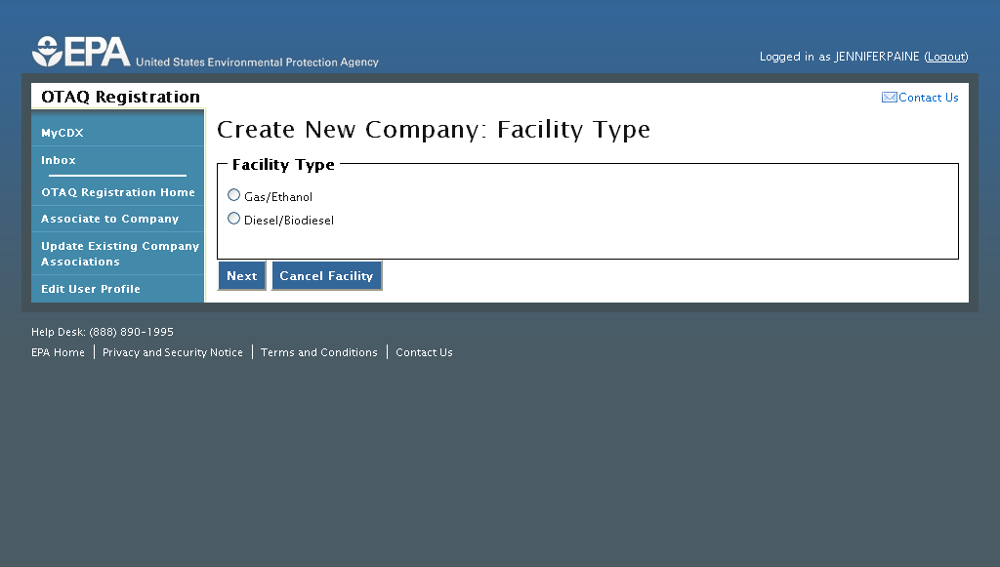 EPA United States Environmental Protection Agency
Logged in as JENNIFERPAINE (Logout)
OTAQ Registration
Contact Us
MyCDX
Inbox
OTAQ Registration Home
Associate to Company
Update Existing Company
Associations
Edit User Profile
Create New Company: Facility Type
Facility Type
Gas/Ethanol
Diesel/Biodiesel
Next
Cancel Facility
Help Desk: (888) 890-1995
EPA Home
Privacy and Security Notice
Terms and Conditions
Contact Us